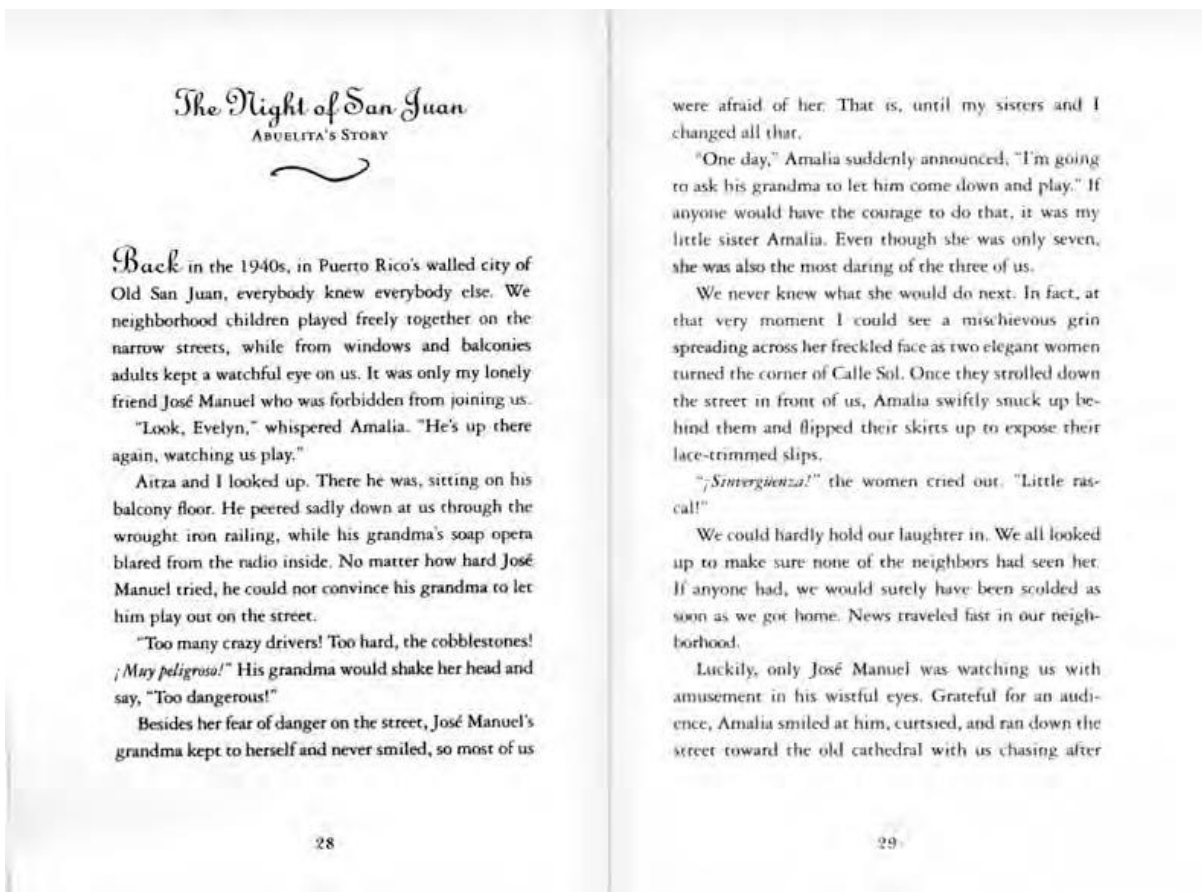 The Night of San Juan
ABUELITA'S STORY
Back in the 1940s, in Puerto Rico's walled city of
Old San Juan, everybody knew everybody else. We
neighborhood children played freely together on the
narrow streets, while from windows and balconies
adults kept a watchful eye on us. It was only my lonely
friend José Manuel who was forbidden from joining us.
"Look, Evelyn," whispered Amalia. "He's up there
again, watching us play."
Aitza and I looked up. There he was, sitting on his
balcony floor. He peered sadly down at us through the
wrought iron railing, while his grandma's soap opera
blared from the radio inside. No matter how hard José
Manuel tried, he could not convince his grandma to let
him play out on the street.
"Too many crazy drivers! Too hard, the cobblestones!
¡Muy peligroso!" His grandma would shake her head and
say, "Too dangerous!"
Besides her fear of danger on the street, José Manuel's
grandma kept to herself and never smiled, so most of us
28
were afraid of her. That is, until my sisters and I
changed all that.
"One day," Amalia suddenly announced, "I'm going
to ask his grandma to let him come down and play." If
anyone would have the courage to do that, it was my
little sister Amalia. Even though she was only seven,
she was also the most daring of the three of us.
We never knew what she would do next. In fact, at
that very moment I could see a mischievous grin
spreading across her freckled face as two elegant women
turned the corner of Calle Sol. Once they strolled down
the street in front of us, Amalia swiftly snuck up be-
hind them and flipped their skirts up to expose their
lace-trimmed slips.
"¡Sinvergüenza!" the women cried out. "Little ras-
cal!"
We could hardly hold our laughter in. We all looked
up to make sure none of the neighbors had seen her.
If anyone had, we would surely have been scolded as
soon as we got home. News traveled fast in our neigh-
borhood.
Luckily, only José Manuel was watching us with
amusement in his wistful eyes. Grateful for an audi-
ence, Amalia smiled at him, curtsied, and ran down the
street toward the old cathedral with us chasing after
29